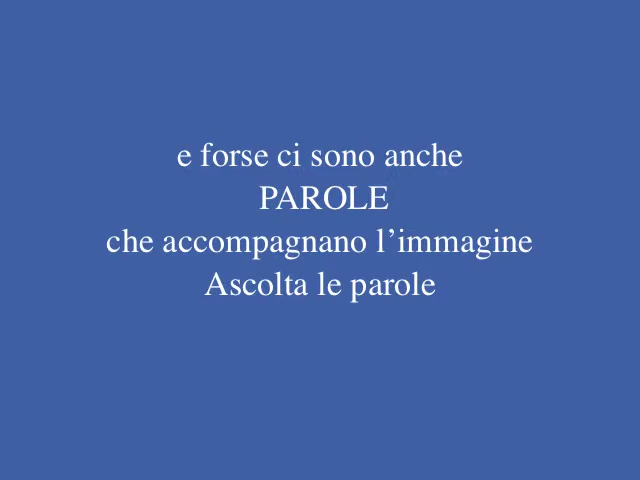 e forse ci sono anche
PAROLE
che accompagnano l’immagine
Ascolta le parole